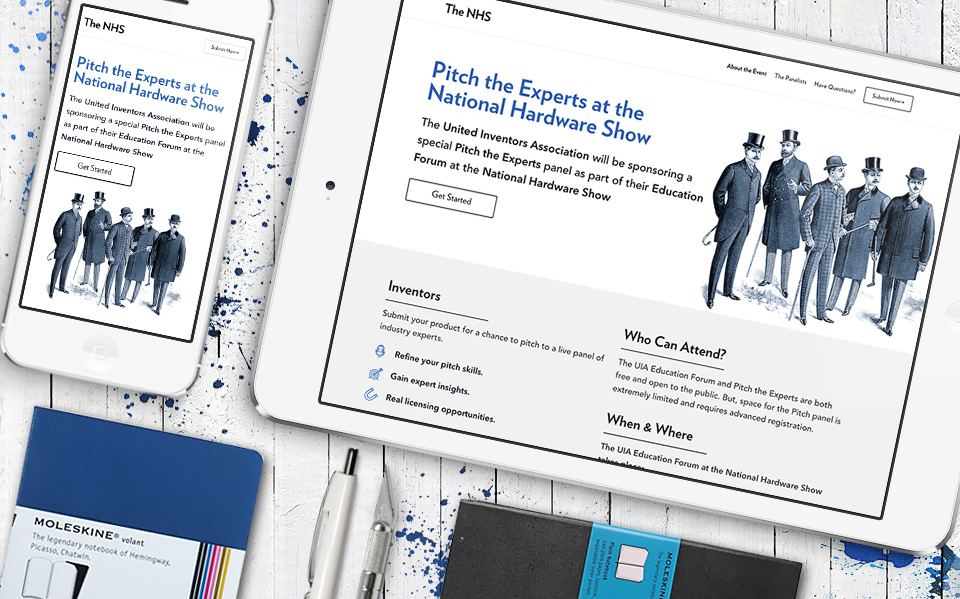 The NHS
Submit Now
Pitch the Experts at the
National Hardware Show
The United Inventors Association will be
sponsoring a special Pitch the Experts panel
as part of their Education Forum at the
National Hardware Show
Get Started
The NHS
About the Event
The Panelists
Have Questions?
Submit Now
Pitch the Experts at the
National Hardware Show
The United Inventors Association will be sponsoring a
special Pitch the Experts panel as part of their Education
Forum at the National Hardware Show
Get Started
Inventors
Submit your product for a chance to pitch to a live panel of
industry experts.
Refine your pitch skills.
Gain expert insights.
Real licensing opportunities.
Who Can Attend?
The UIA Education Forum and Pitch the Experts are both
free and open to the public. But, space for the Pitch panel is
extremely limited and requires advanced registration.
When & Where
The UIA Education Forum at the National Hardware Show
takes place
MOLESKINE® volant
The legendary notebook of Hemingway,
Picasso, Chatwin.
MOLESKINE
Plain notebook